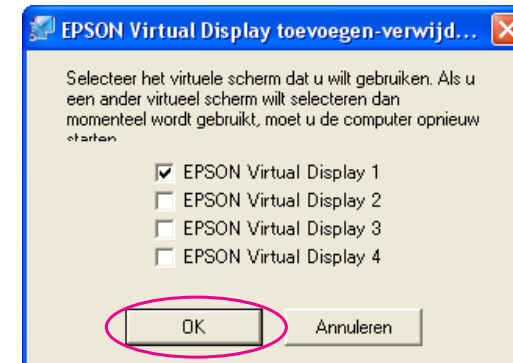 EPSON Virtual Display toevoegen-verwijd...
Selecteer het virtuele scherm dat u wilt gebruiken. Als u
een ander virtueel scherm wilt selecteren dan
momenteel wordt gebruikt, moet u de computer opnieuw
starten
EPSON Virtual Display 1
EPSON Virtual Display 2
EPSON Virtual Display 3
EPSON Virtual Display 4
OK
Annuleren